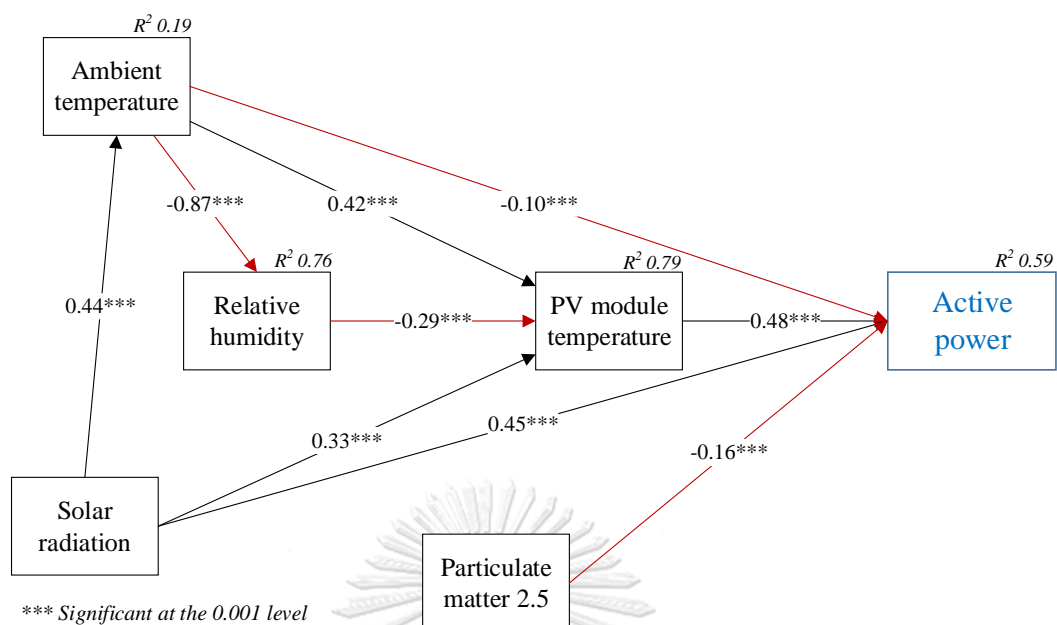 R² 0.19
Ambient
temperature
-0.87***
0.42***
-0.10***
R² 0.76
R² 0.79
R² 0.59
Relative
humidity
0.44***
-0.29***
PV module
temperature
0.48***
Active
power
0.33***
0.45***
-0.16***
Solar
radiation
Particulate
matter 2.5
*** Significant at the 0.001 level